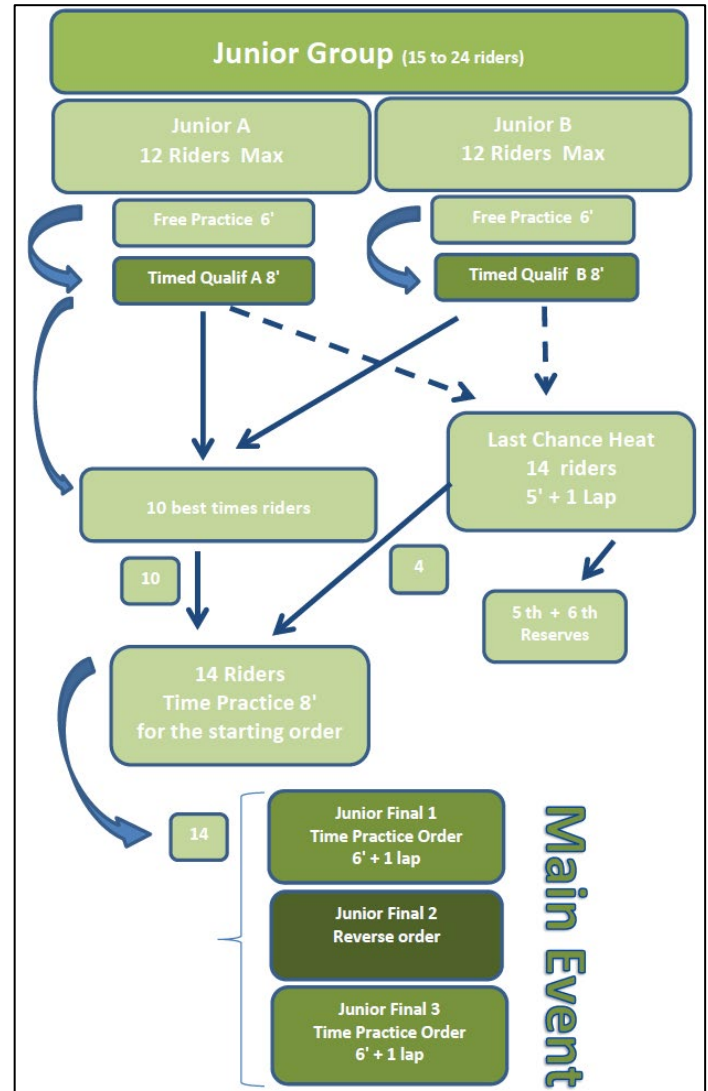 Junior Group (15 to 24 riders)
Junior A
12 Riders Max
Junior B
12 Riders Max
Free Practice 6'
Free Practice 6'
Timed Qualif A 8'
Timed Qualif B 8'
Last Chance Heat
14 riders
5' + 1 Lap
10 best times riders
10
4
5 th + 6 th
Reserves
14 Riders
Time Practice 8'
for the starting order
14
Junior Final 1
Time Practice Order
6' + 1 lap
Junior Final 2
Reverse order
Junior Final 3
Time Practice Order
6' + 1 lap
Main Event